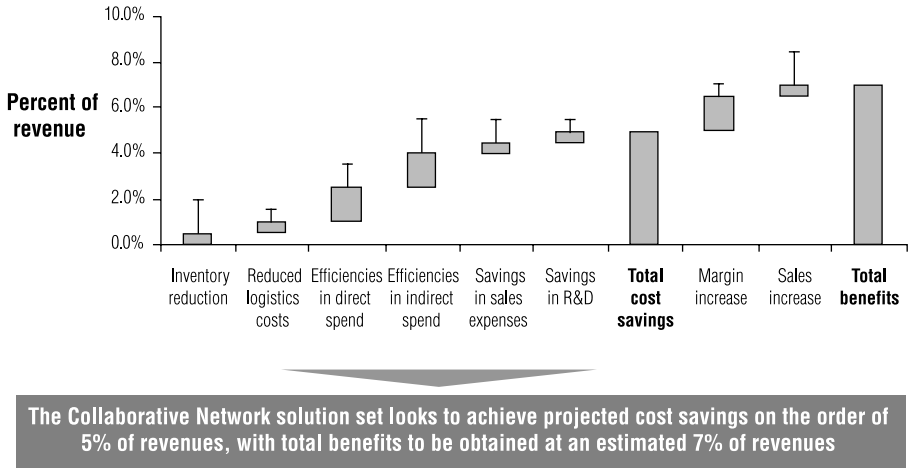 10.0%
8.0%
Percent of
revenue
6.0%
4.0%
2.0%
0.0%
Inventory
reduction
Reduced
logistics
costs
Efficiencies
in direct
spend
Efficiencies
in indirect
spend
Savings
in sales
expenses
Savings
in R&D
Total
cost
savings
Margin
increase
Sales
increase
Total
benefits
The Collaborative Network solution set looks to achieve projected cost savings on the order of
5% of revenues, with total benefits to be obtained at an estimated 7% of revenues